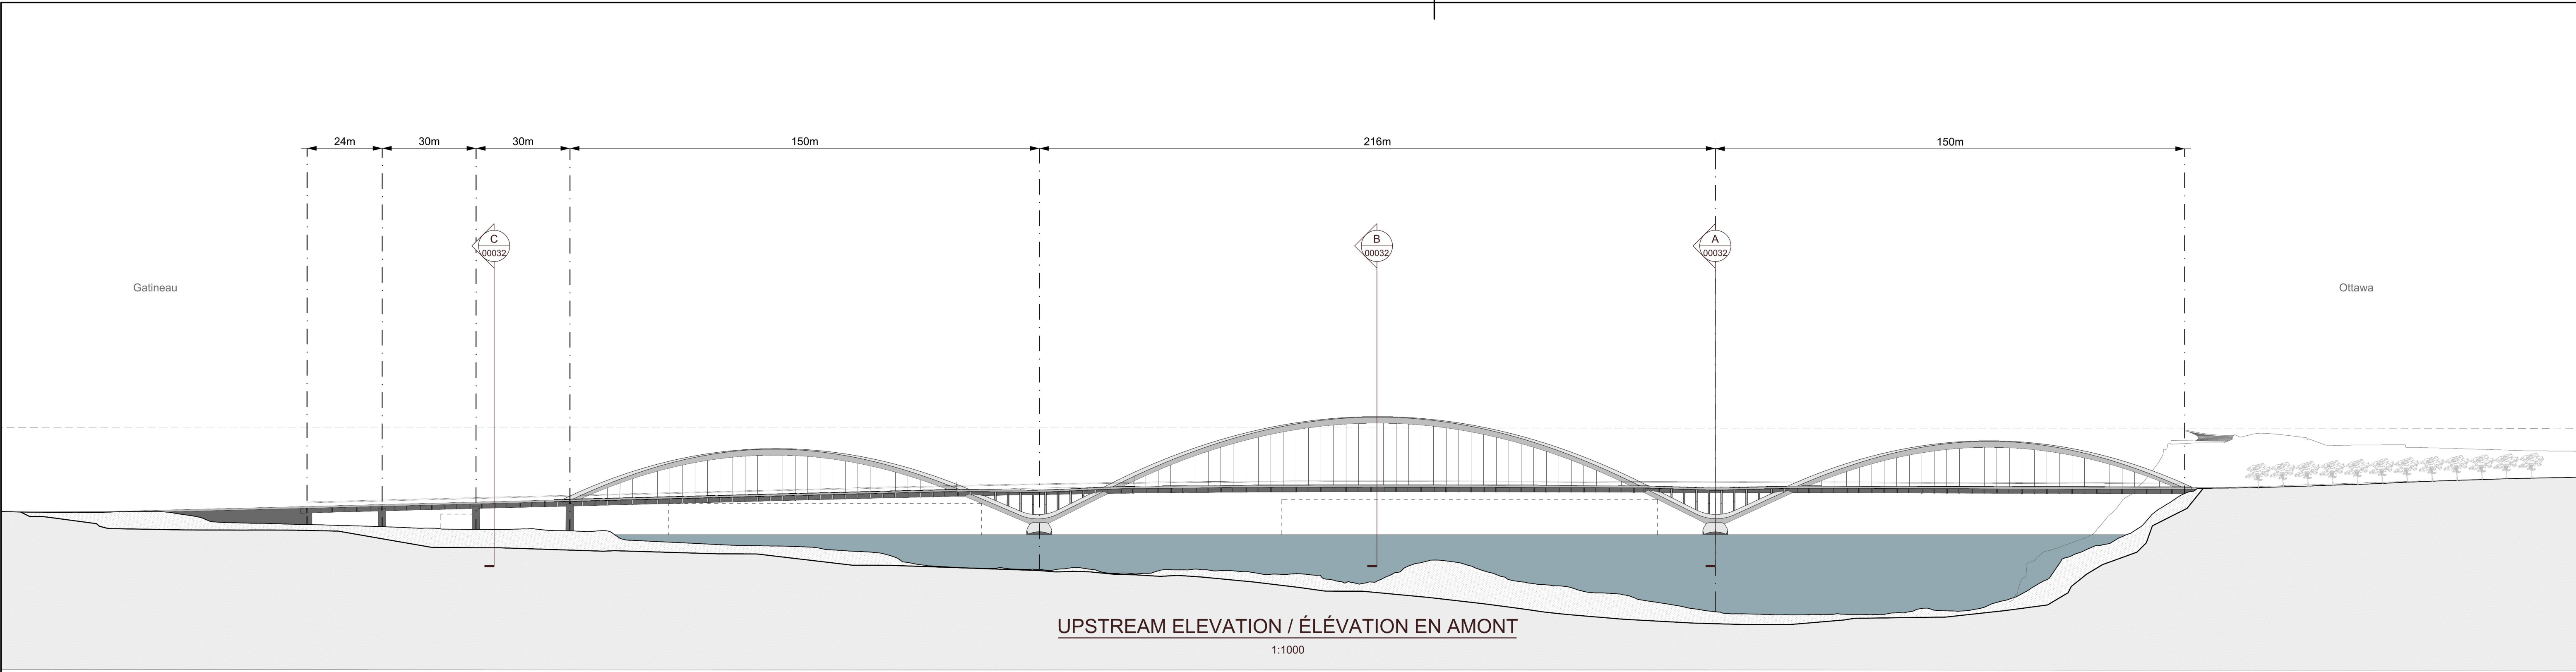 24m 30m 30m 150m 216m 150m
C B A
00032 00032 00032
Gatineau Ottawa
UPSTREAM ELEVATION / ÉLÉVATION EN AMONT
1:1000